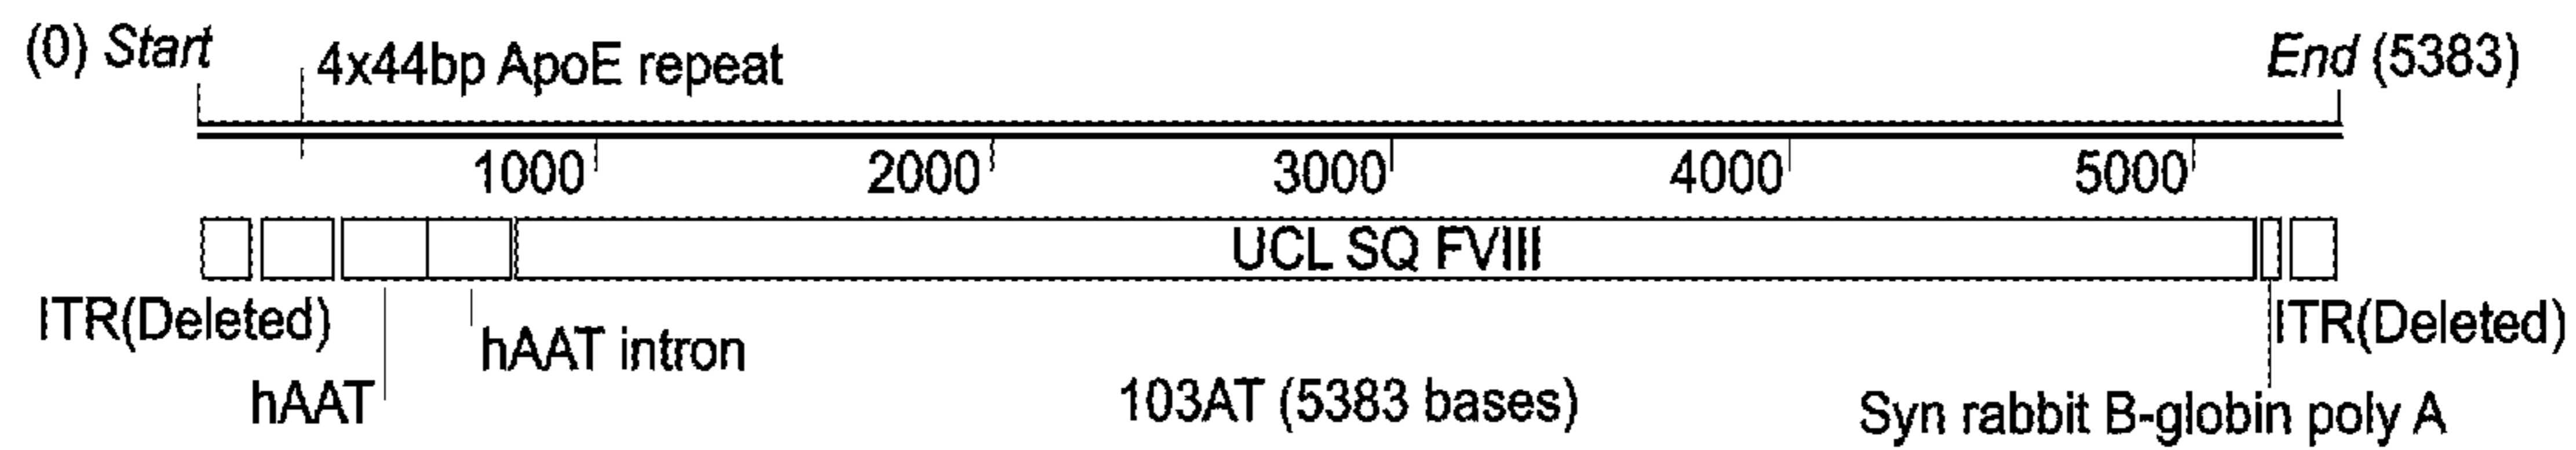 (0) Start
4x44bp ApoE repeat
End (5383)
1000 2000 3000 4000 5000
UCL SQ FVIII
ITR(Deleted)
hAAT intron
ITR(Deleted)
hAAT
103AT (5383 bases)
Syn rabbit B-globin poly A